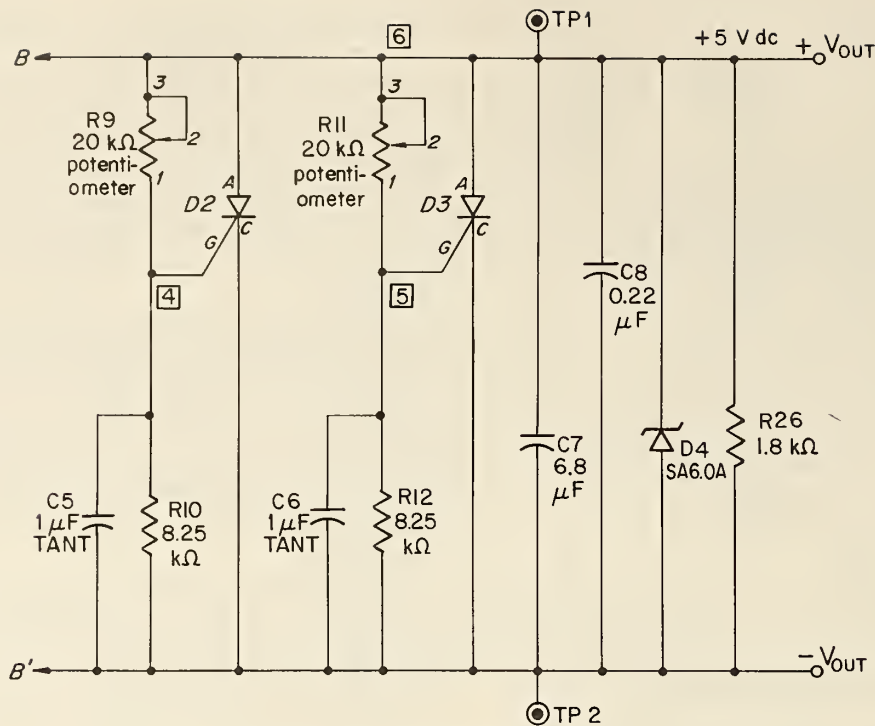 TP1
6
B
+5 V dc
+ VOUT
3
R9
20 kΩ
potenti-
ometer
2
1
A
D2
C
G
4
3
R11
20 kΩ
potenti-
ometer
2
1
A
D3
C
G
5
C8
0.22
μF
C7
6.8
μF
D4
SA6.0A
R26
1.8 kΩ
C5
1 μF
TANT
R10
8.25
kΩ
C6
1 μF
TANT
R12
8.25
kΩ
B'
− VOUT
TP 2